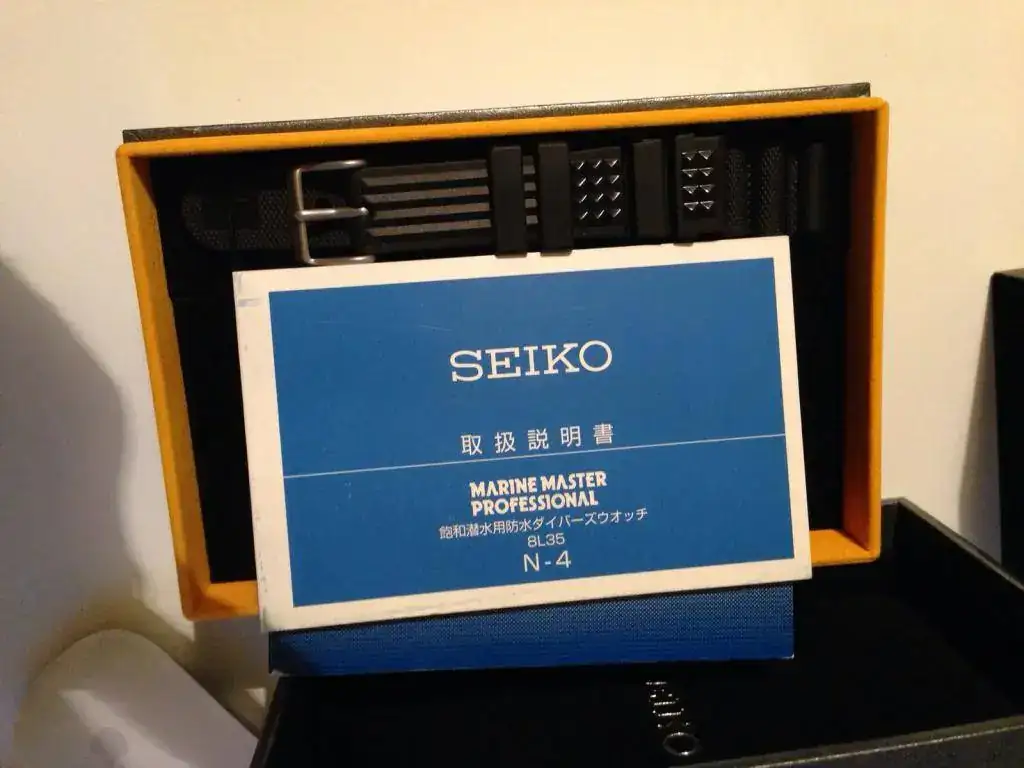 SEIKO
取扱説明書
MARINE MASTER
PROFESSIONAL
飽和潜水用防水ダイバーズウオッチ
8L35
N-4